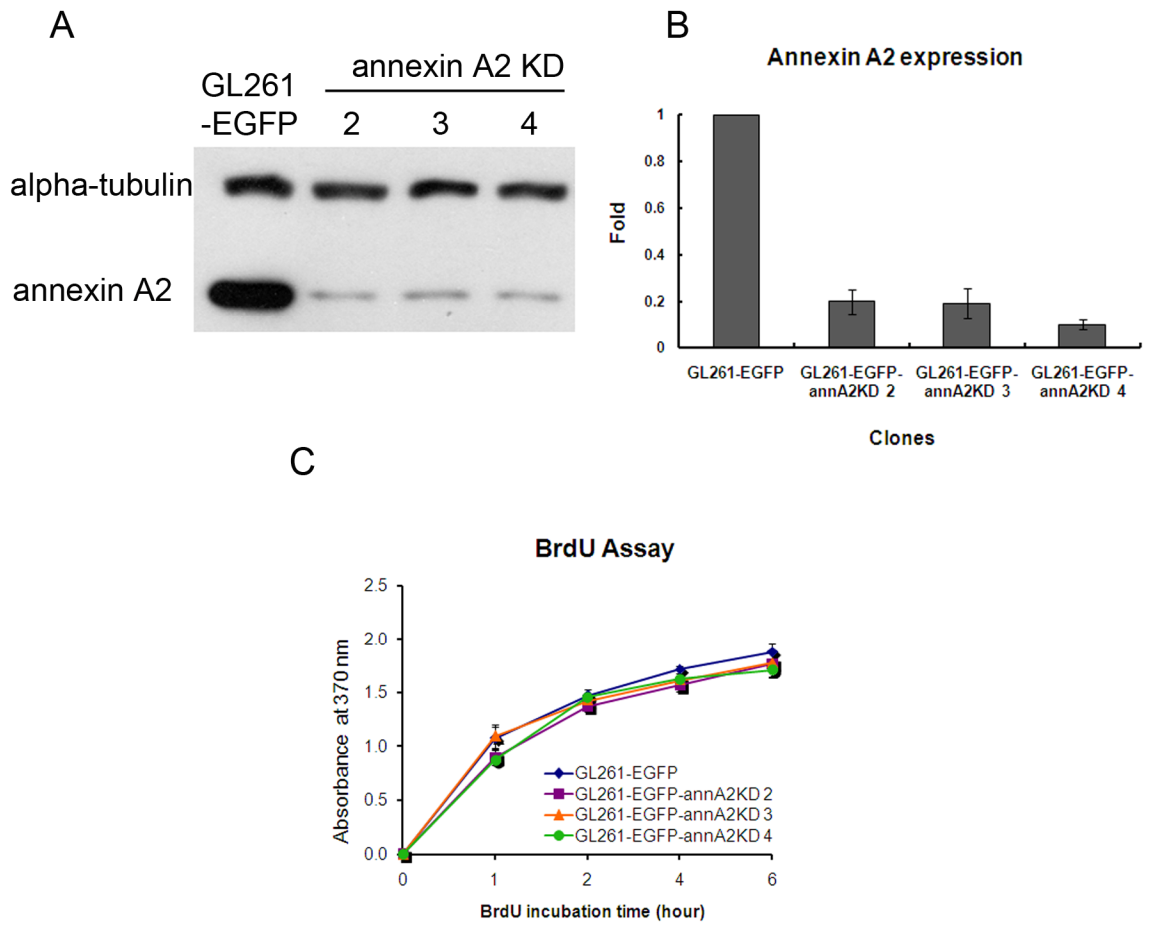 A
GL261
-EGFP
annexin A2 KD
2 3 4
alpha-tubulin
annexin A2
B
Annexin A2 expression
Fold
1
0.8
0.6
0.4
0.2
0
GL261-EGFP
GL261-EGFP-
annA2KD 2
GL261-EGFP-
annA2KD 3
GL261-EGFP-
annA2KD 4
Clones
C
BrdU Assay
Absorbance at 370 nm
2.5
2.0
1.5
1.0
0.5
0.0
GL261-EGFP
GL261-EGFP-annA2KD 2
GL261-EGFP-annA2KD 3
GL261-EGFP-annA2KD 4
0 1 2 4 6
BrdU incubation time (hour)